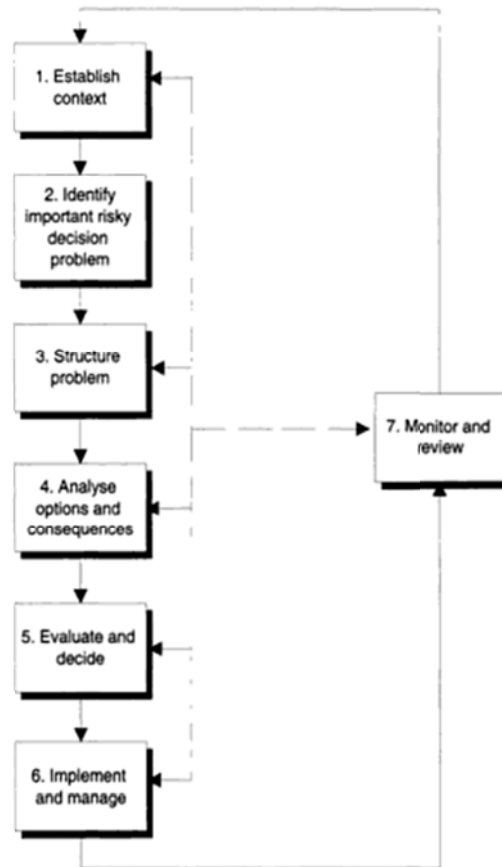 1. Establish
context
2. Identify
important risky
decision
problem
3. Structure
problem
4. Analyse
options and
consequences
5. Evaluate and
decide
6. Implement
and manage
7. Monitor and
review